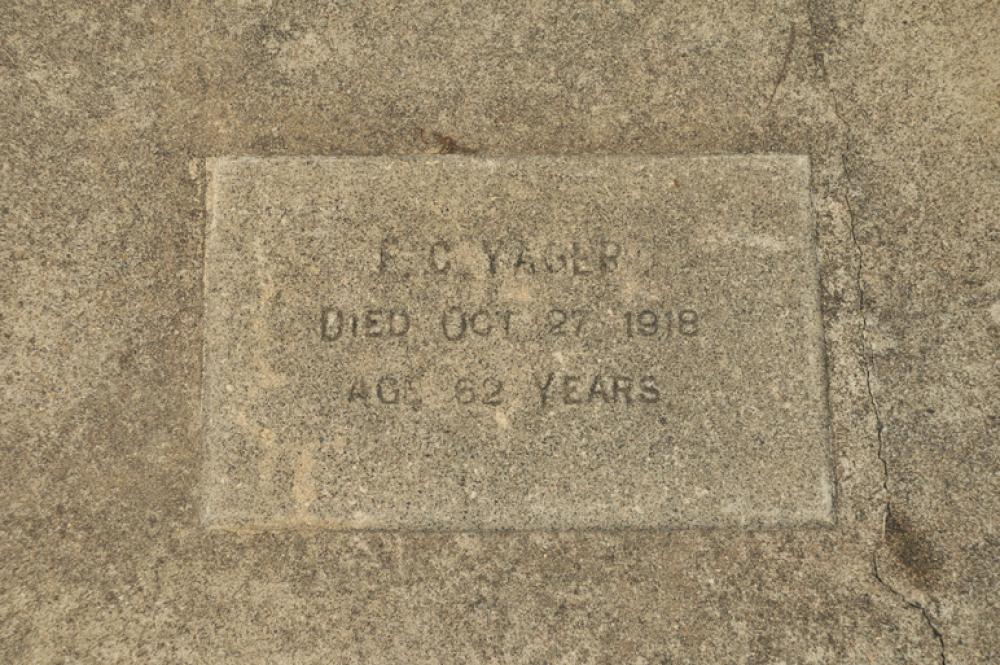 F. C. YAGER
DIED OCT 27 1918
AGE 62 YEARS